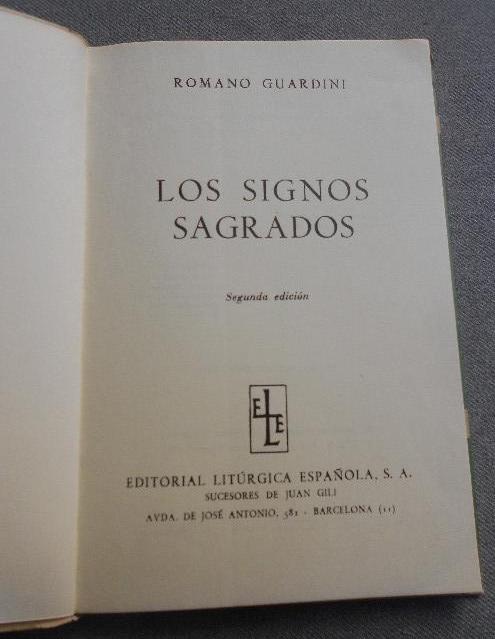 ROMANO GUARDINI
LOS SIGNOS
SAGRADOS
Segunda edición
ELE
EDITORIAL LITÚRGICA ESPAÑOLA, S. A.
SUCESORES DE JUAN GILI
AVDA. DE JOSÉ ANTONIO, 581 - BARCELONA (11)